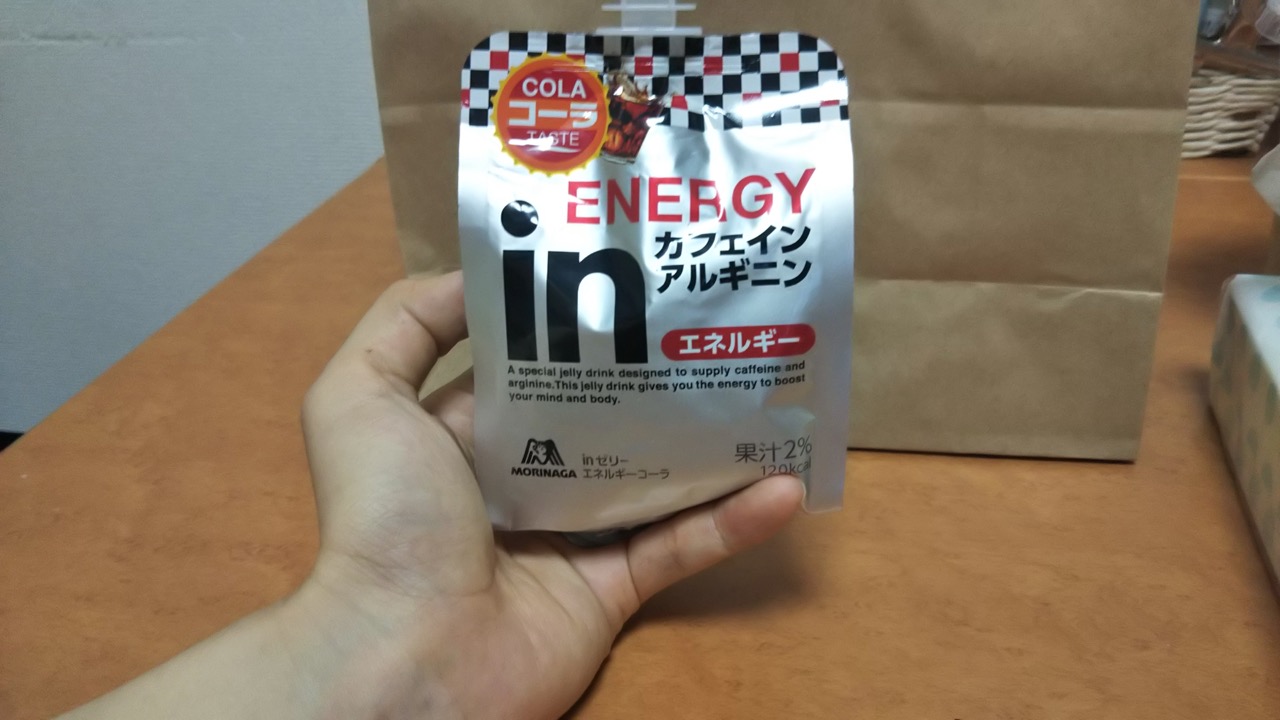 COLA
コーラ
TASTE
ENERGY
in
カフェイン
アルギニン
エネルギー
A special jelly drink designed to supply caffeine and
arginine.This jelly drink gives you the energy to boost
your mind and body.
MORINAGA
inゼリー
エネルギーコーラ
果汁2%
120kcal